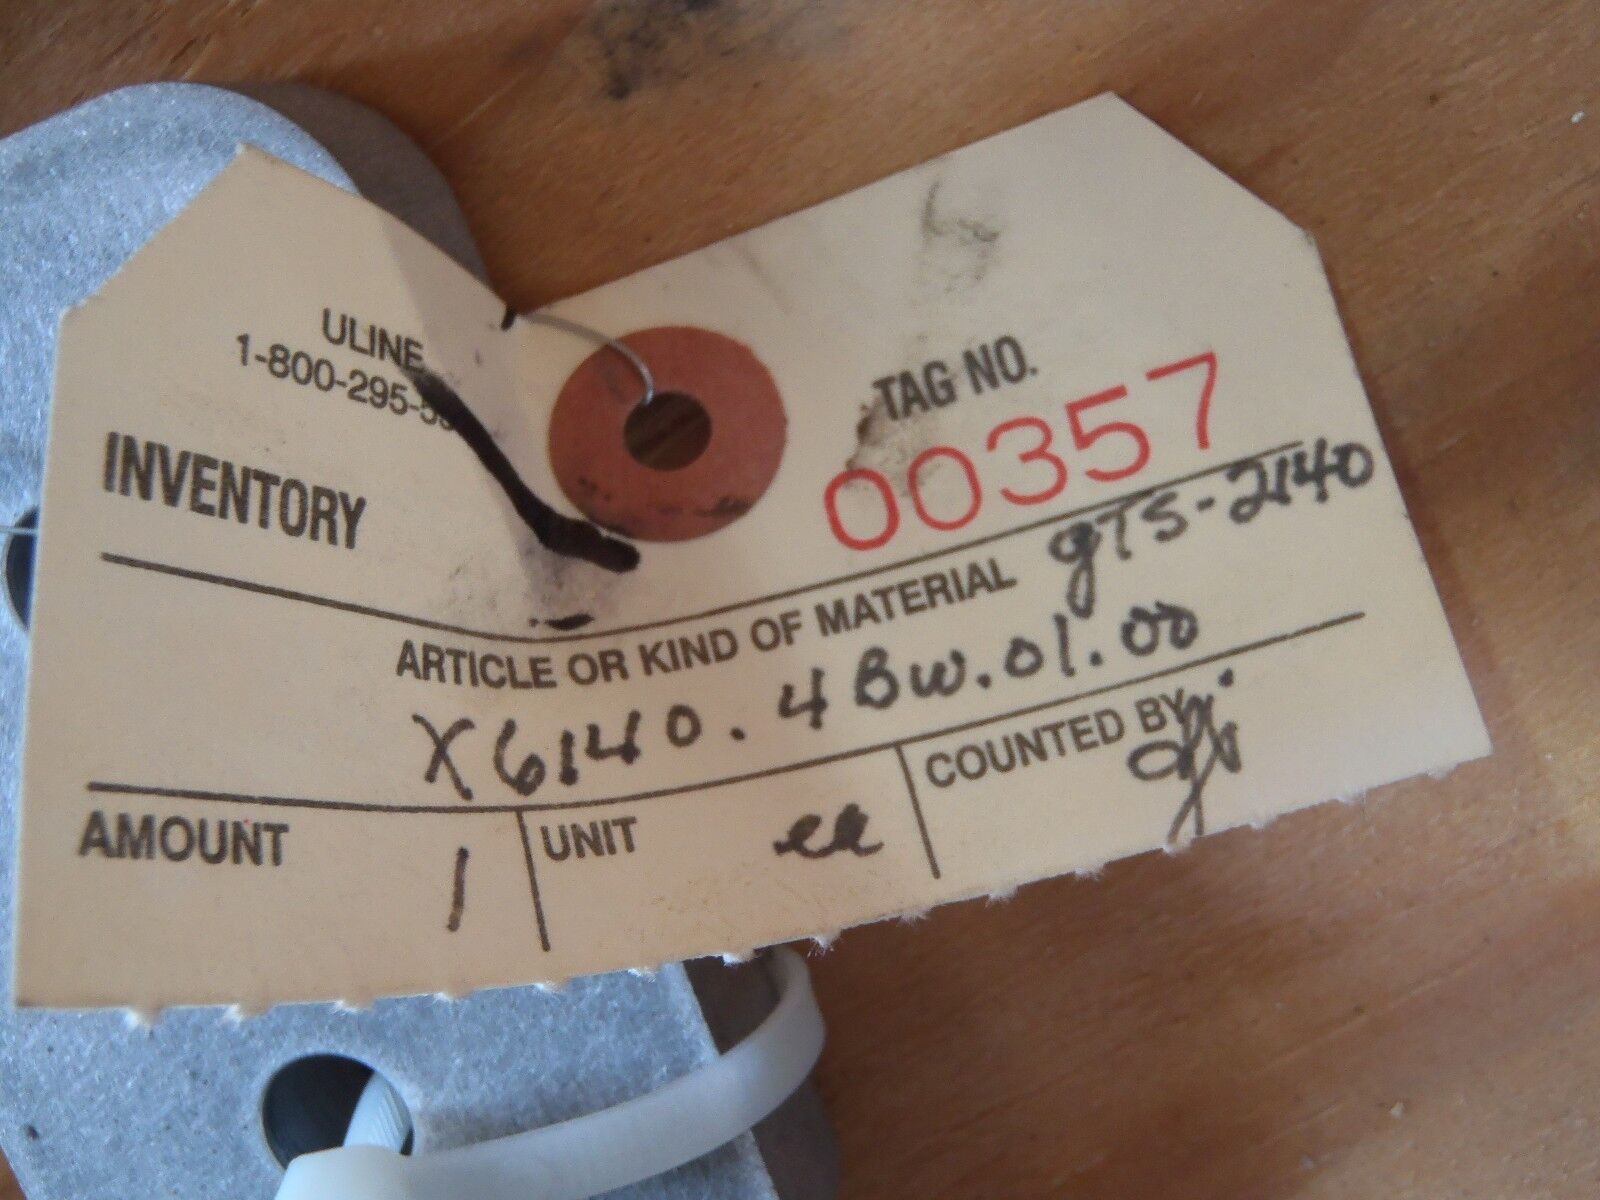 ULINE
1-800-295-5
INVENTORY
TAG NO.
00357
ARTICLE OR KIND OF MATERIAL gTS-2140
X6140.4BW.01.00
AMOUNT 1
UNIT ea
COUNTED BY